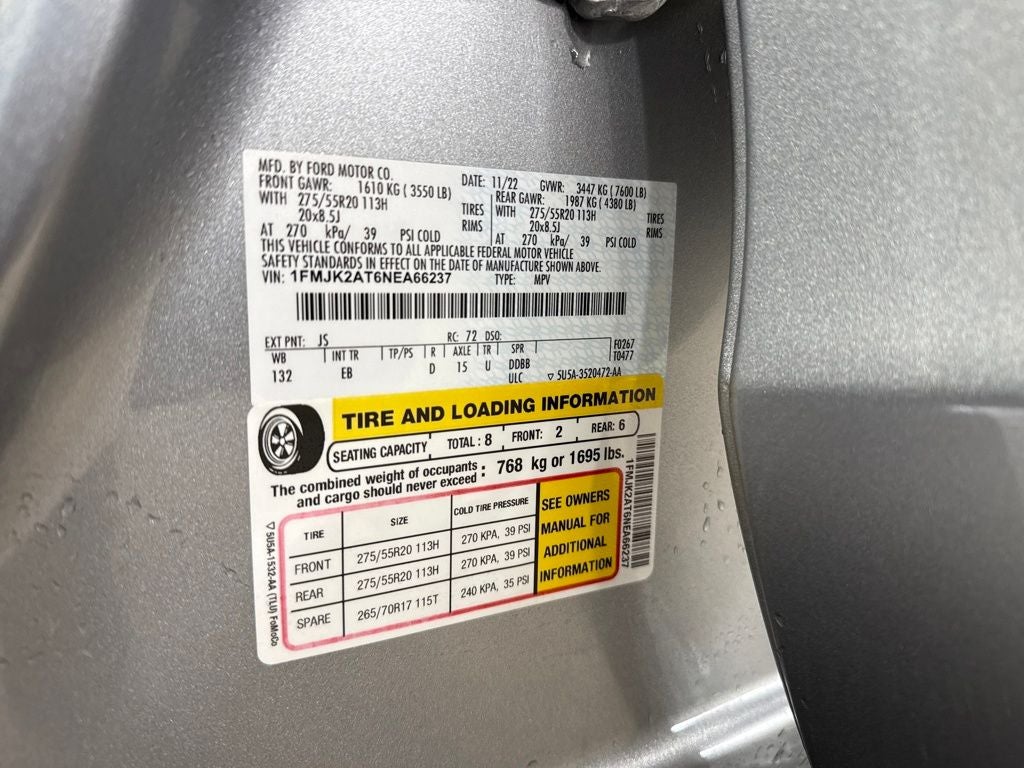 MFD. BY FORD MOTOR CO.
DATE: 11/22 GVWR: 3447 KG ( 7600 LB)
FRONT GAWR: 1610 KG ( 3550 LB) REAR GAWR: 1987 KG ( 4380 LB)
WITH 275/55R20 113H TIRES WITH 275/55R20 113H TIRES
20x8.5J RIMS 20x8.5J RIMS
AT 270 kPa/ 39 PSI COLD AT 270 kPa/ 39 PSI COLD
THIS VEHICLE CONFORMS TO ALL APPLICABLE FEDERAL MOTOR VEHICLE
SAFETY STANDARDS IN EFFECT ON THE DATE OF MANUFACTURE SHOWN ABOVE.
VIN: 1FMJK2AT6NEA66237 TYPE: MPV
EXT PNT: JS RC: 72 DSO: F0267
WB INT TR TP/PS R AXLE TR SPR T0477
132 EB D 15 U DDBB
ULC ▽ 5U5A-3520472-AA
TIRE AND LOADING INFORMATION
SEATING CAPACITY TOTAL : 8 FRONT: 2 REAR: 6
The combined weight of occupants and cargo should never exceed : 768 kg or 1695 lbs.
TIRE SIZE COLD TIRE PRESSURE
FRONT 275/55R20 113H 270 KPA, 39 PSI
REAR 275/55R20 113H 270 KPA, 39 PSI
SPARE 265/70R17 115T 240 KPA, 35 PSI
SEE OWNERS
MANUAL FOR
ADDITIONAL
INFORMATION
1FMJK2AT6NEA66237
▽ 5U5A-1532-AA (TLU) FoMoCo